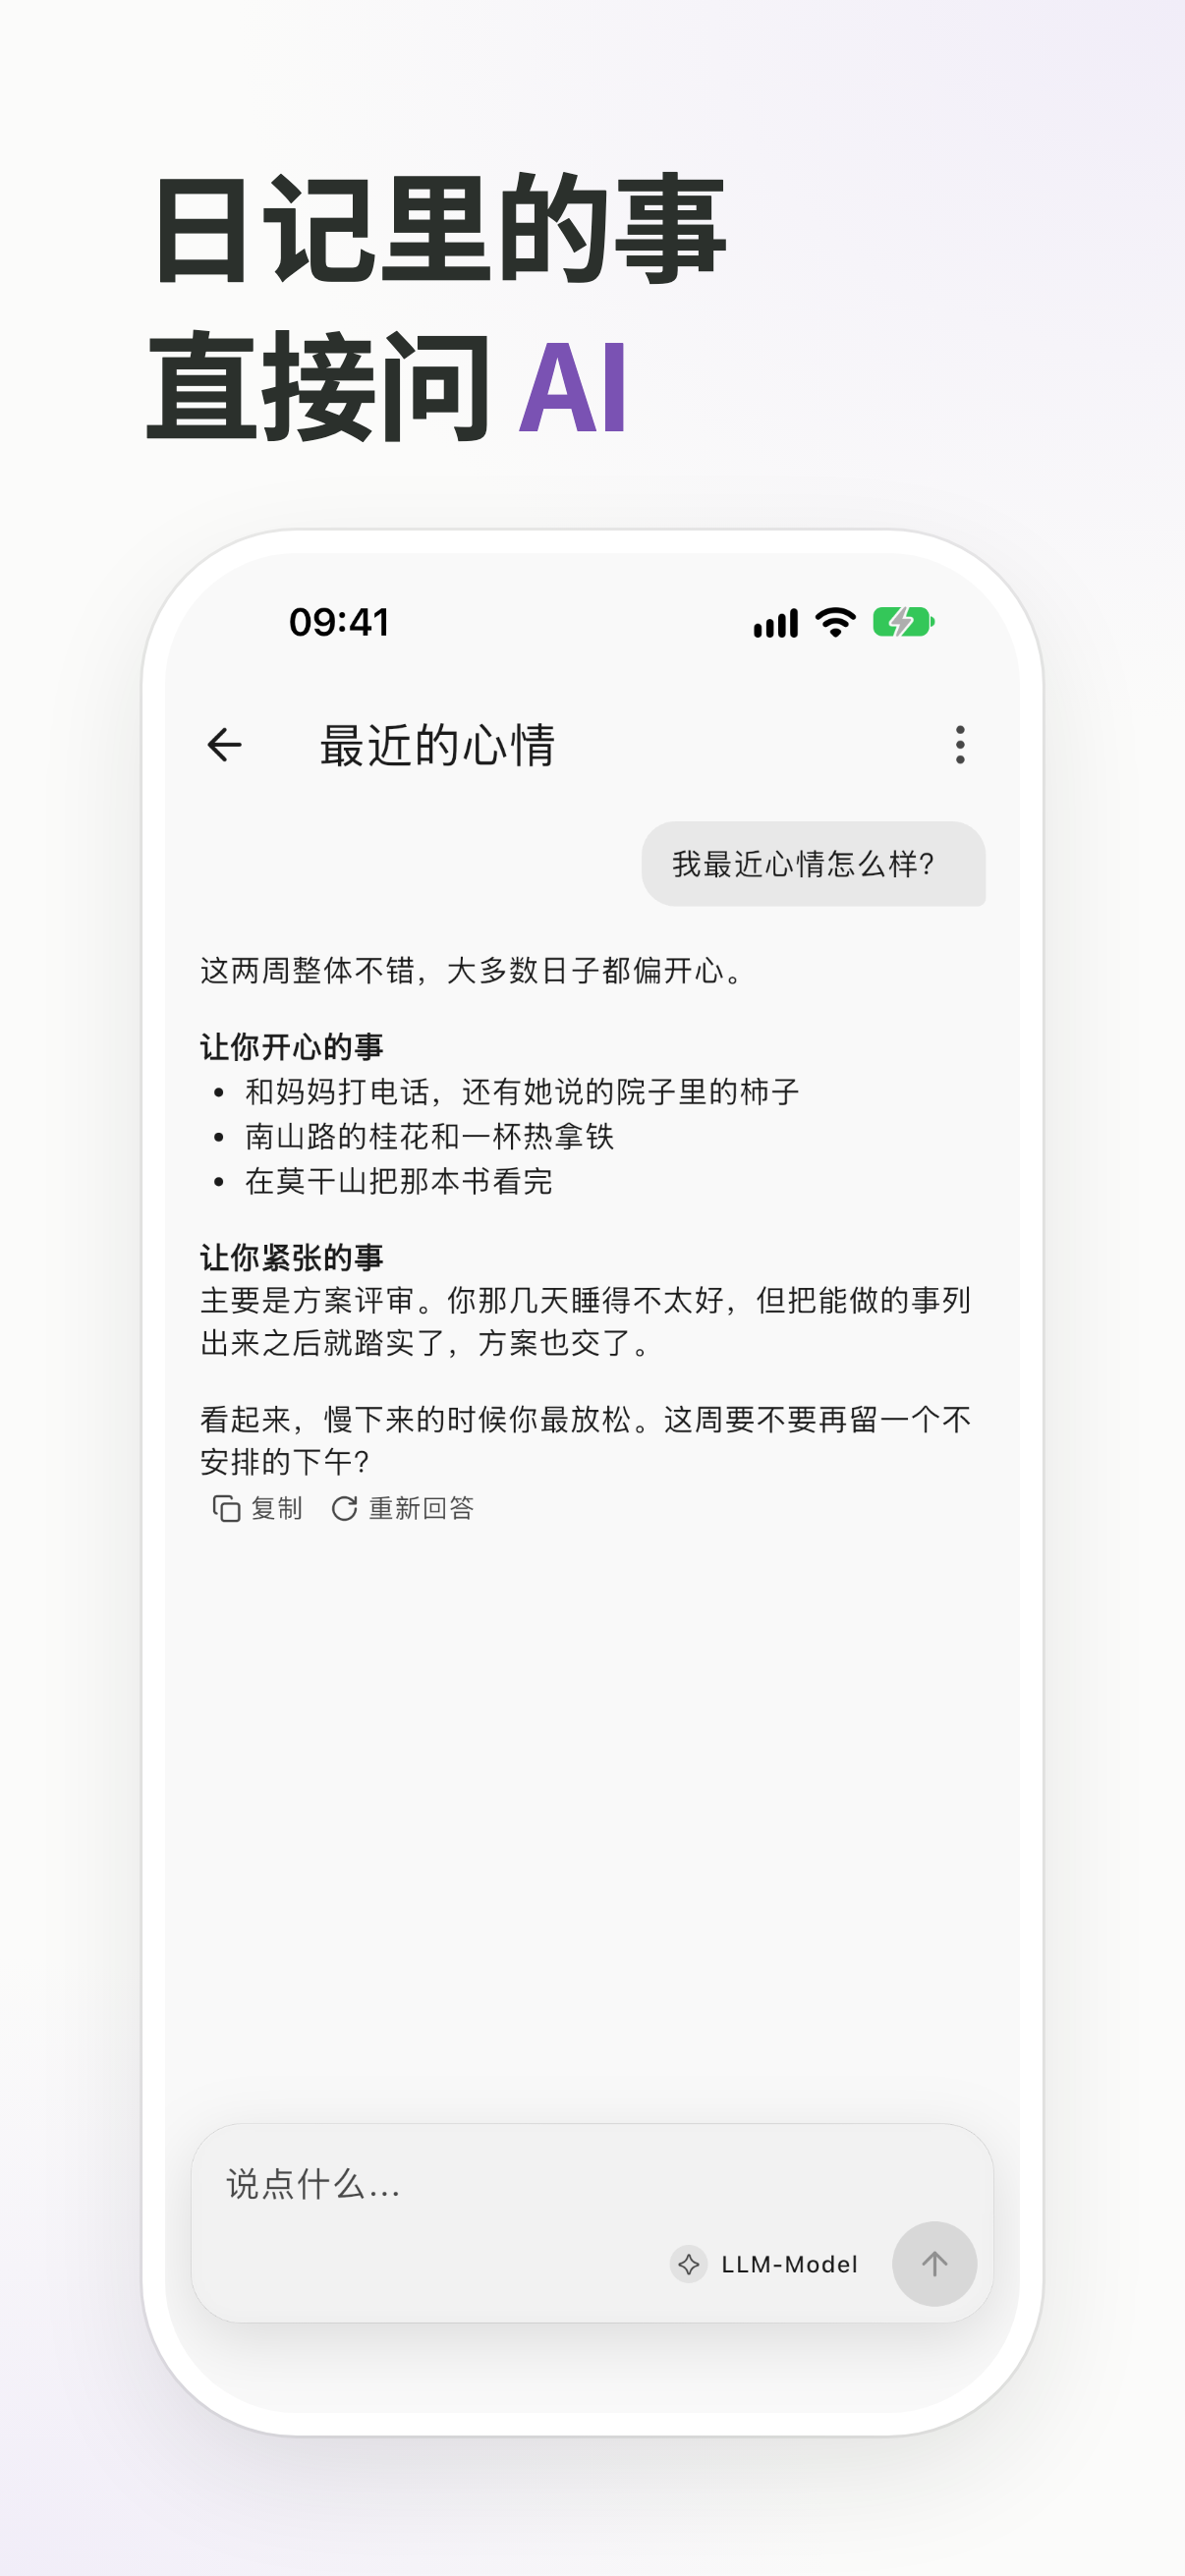 日记里的事
直接问 AI
09:41
最近的心情
我最近心情怎么样?
这两周整体不错，大多数日子都偏开心。
让你开心的事
• 和妈妈打电话，还有她说的院子里的柿子
• 南山路的桂花和一杯热拿铁
• 在莫干山把那本书看完
让你紧张的事
主要是方案评审。你那几天睡得不太好，但把能做的事列
出来之后就踏实了，方案也交了。
看起来，慢下来的时候你最放松。这周要不要再留一个不
安排的下午?
复制 重新回答
说点什么...
LLM-Model